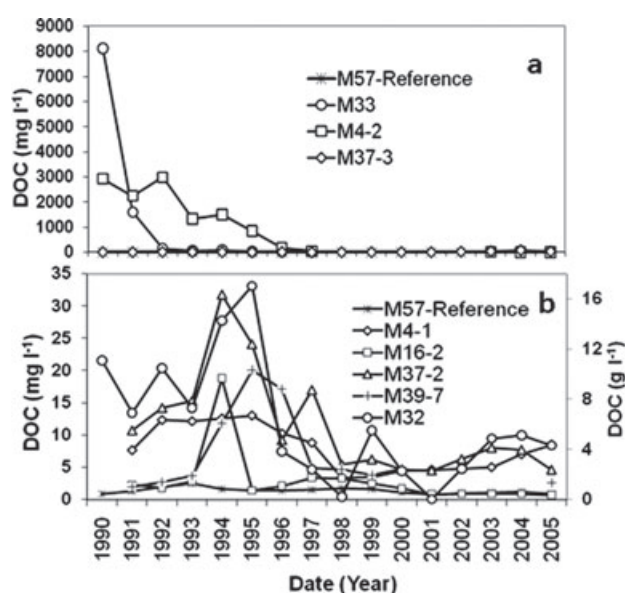 a
9000
8000
7000
6000
5000
4000
3000
2000
1000
0
DOC (mg l-1)
M57-Reference
M33
M4-2
M37-3
b
35
30
25
20
15
10
5
0
DOC (mg l-1)
M57-Reference
M4-1
M16-2
M37-2
M39-7
M32
16
12
8
4
0
DOC (g l-1)
1990
1991
1992
1993
1994
1995
1996
1997
1998
1999
2000
2001
2002
2003
2004
2005
Date (Year)